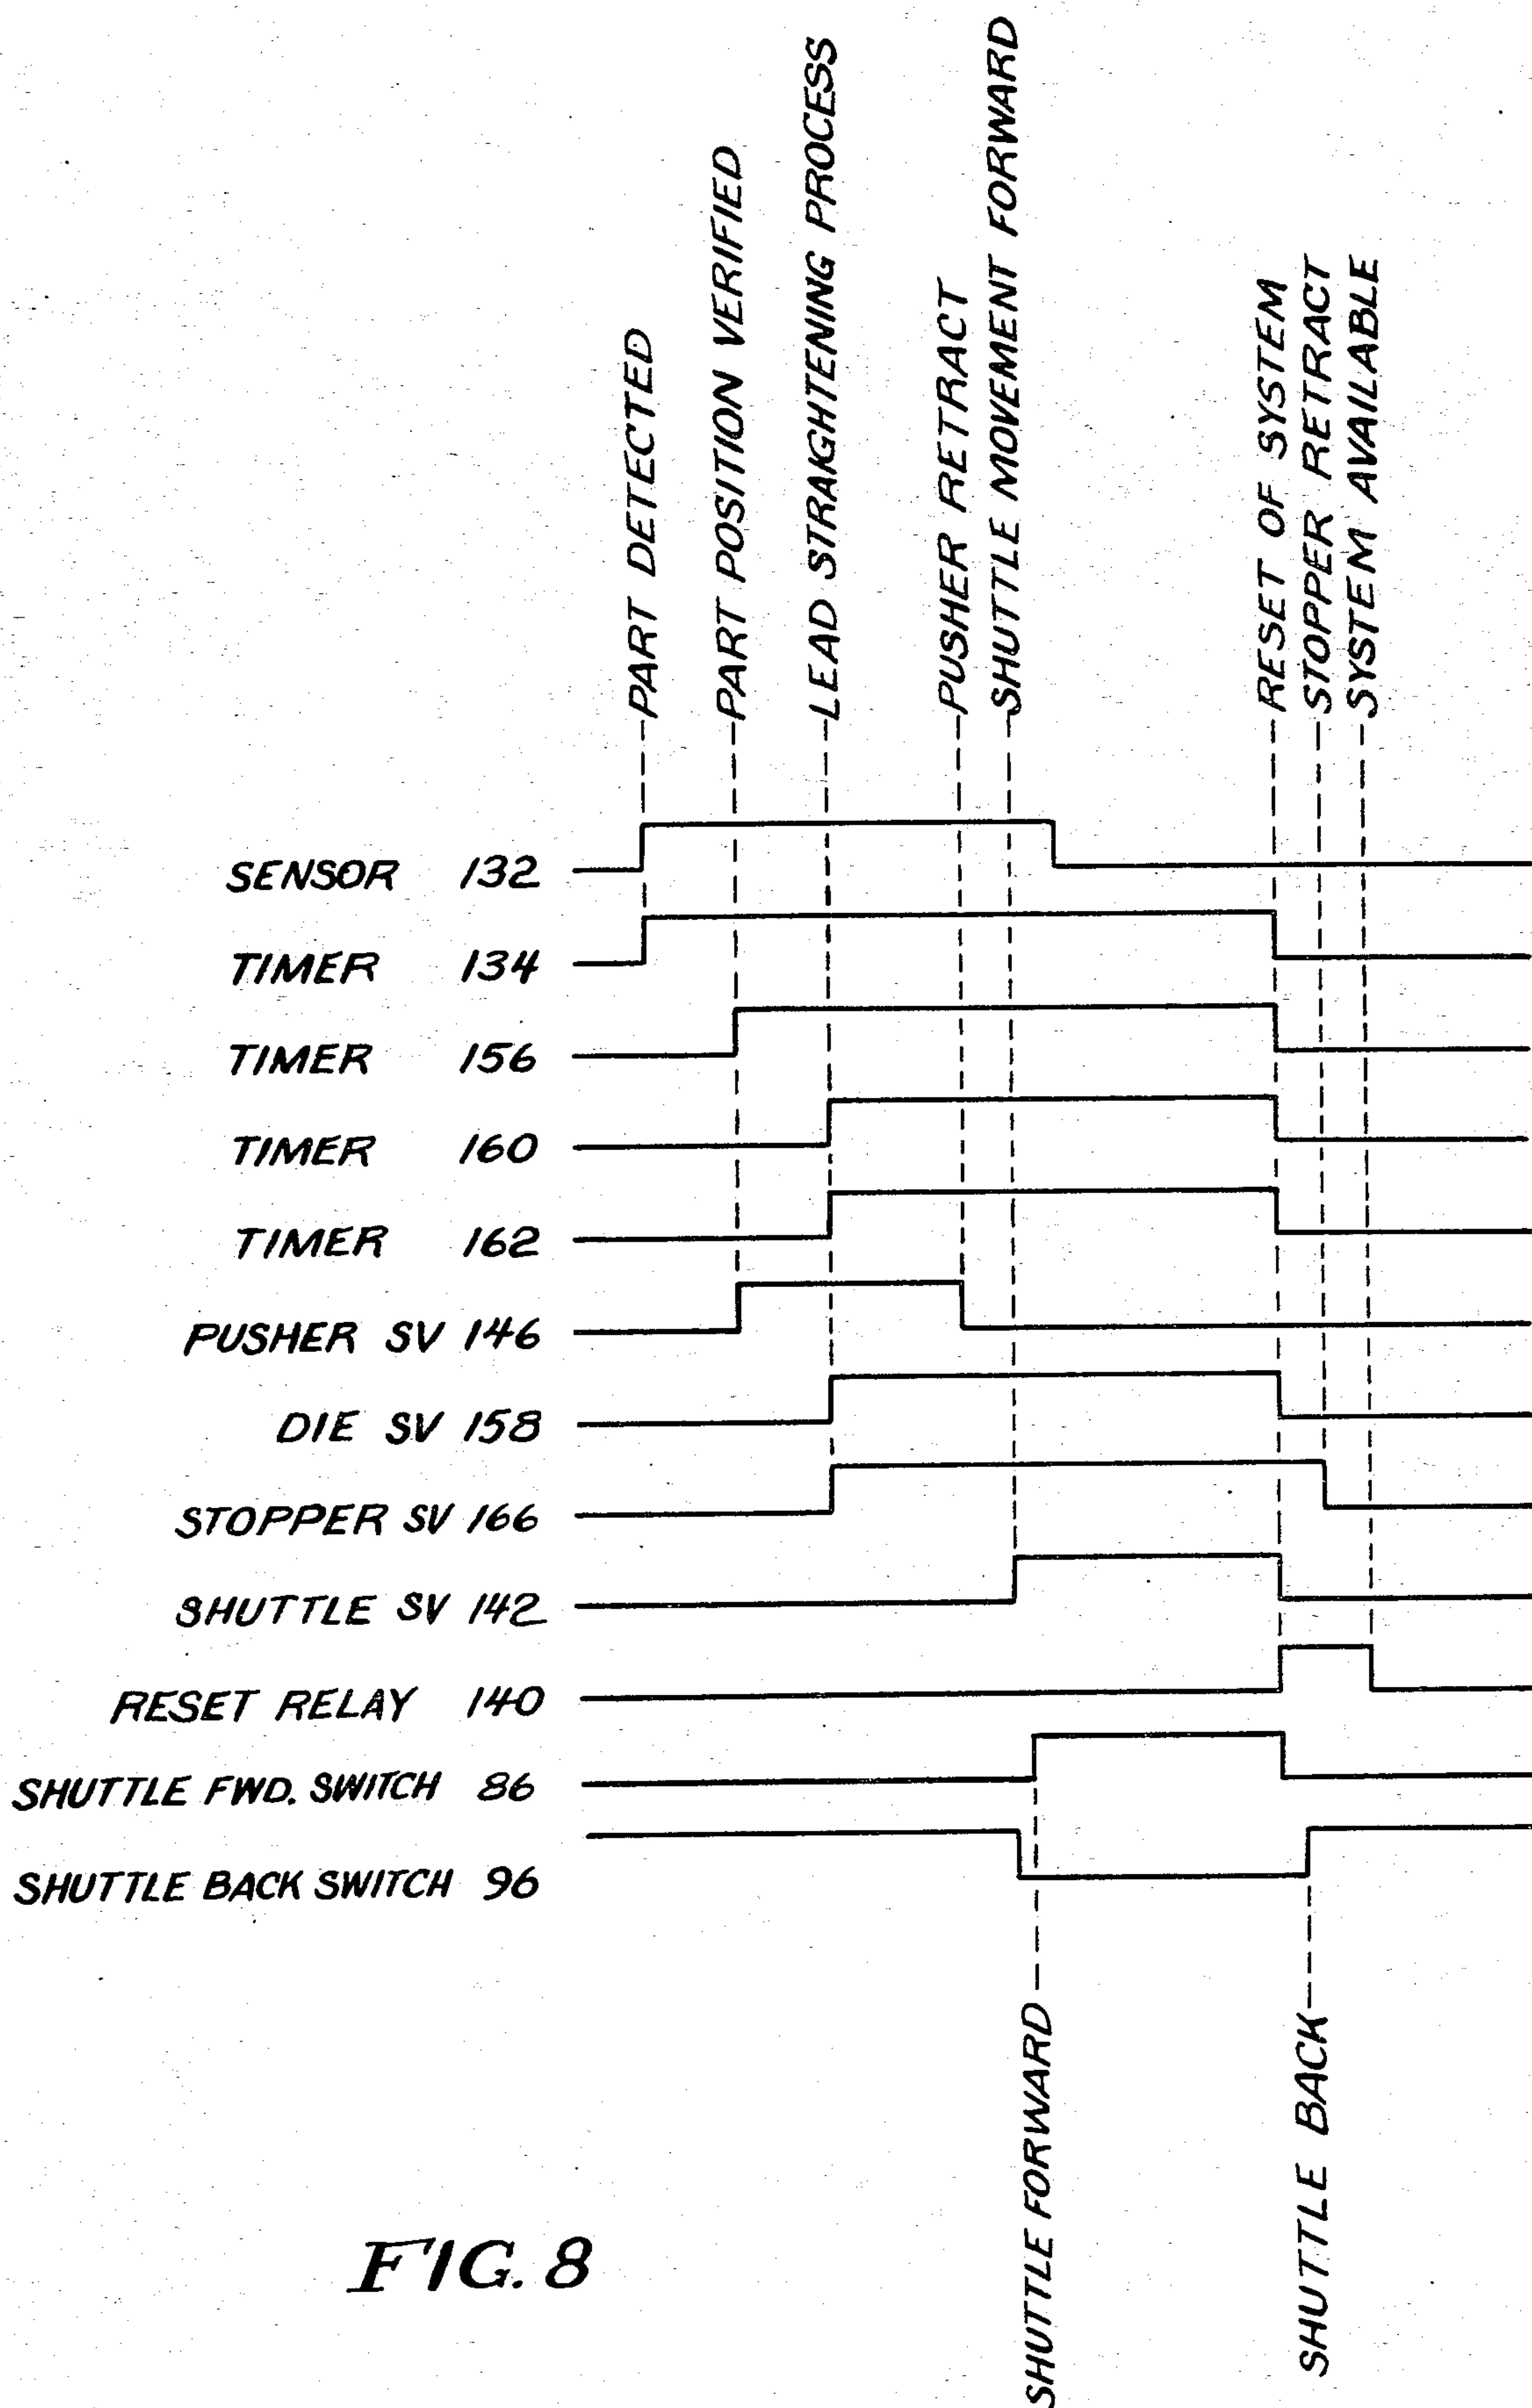 PART DETECTED
PART POSITION VERIFIED
LEAD STRAIGHTENING PROCESS
PUSHER RETRACT
SHUTTLE MOVEMENT FORWARD
RESET OF SYSTEM
STOPPER RETRACT
SYSTEM AVAILABLE
SENSOR 132
TIMER 134
TIMER 156
TIMER 160
TIMER 162
PUSHER SV 146
DIE SV 158
STOPPER SV 166
SHUTTLE SV 142
RESET RELAY 140
SHUTTLE FWD. SWITCH 86
SHUTTLE BACK SWITCH 96
SHUTTLE FORWARD
SHUTTLE BACK
FIG. 8